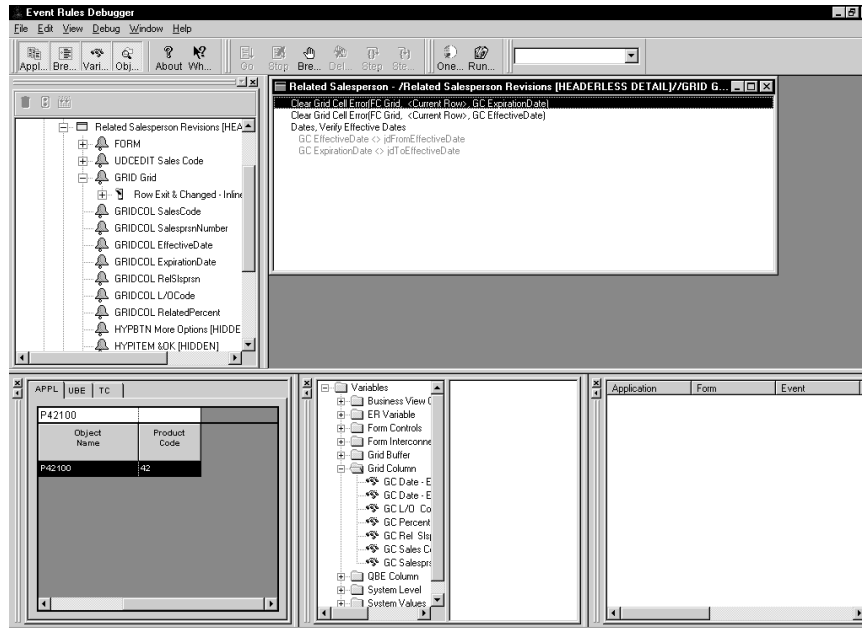 Event Rules Debugger
File Edit View Debug Window Help
Appl... Bre... Vari... Obj... About Wh... Go Stop Bre... Del... Step Ste... One... Run...
Related Salesperson - /Related Salesperson Revisions [HEADERLESS DETAIL]//GRID G...
Clear Grid Cell Error(FC Grid, <Current Row>, GC ExpirationDate)
Clear Grid Cell Error(FC Grid, <Current Row>, GC EffectiveDate)
Dates, Verify Effective Dates
GC EffectiveDate <> jdFromEffectiveDate
GC ExpirationDate <> jdToEffectiveDate
Related Salesperson Revisions [HEA
FORM
UDCEDIT Sales Code
GRID Grid
Row Exit & Changed - Inline
GRIDCOL SalesCode
GRIDCOL SalesprsnNumber
GRIDCOL EffectiveDate
GRIDCOL ExpirationDate
GRIDCOL RelSlsprsn
GRIDCOL L/OCode
GRIDCOL RelatedPercent
HYPBTN More Options [HIDDE
HYPITEM &OK [HIDDEN]
APPL UBE TC
P42100
Object Name Product Code
P42100 42
Variables
Business View C
ER Variable
Form Controls
Form Interconne
Grid Buffer
Grid Column
GC Date - E
GC Date - E
GC L/O Co
GC Percent
GC Rel Slsp
GC Sales Co
GC Salesprs
QBE Column
System Level
System Values
Application Form Event